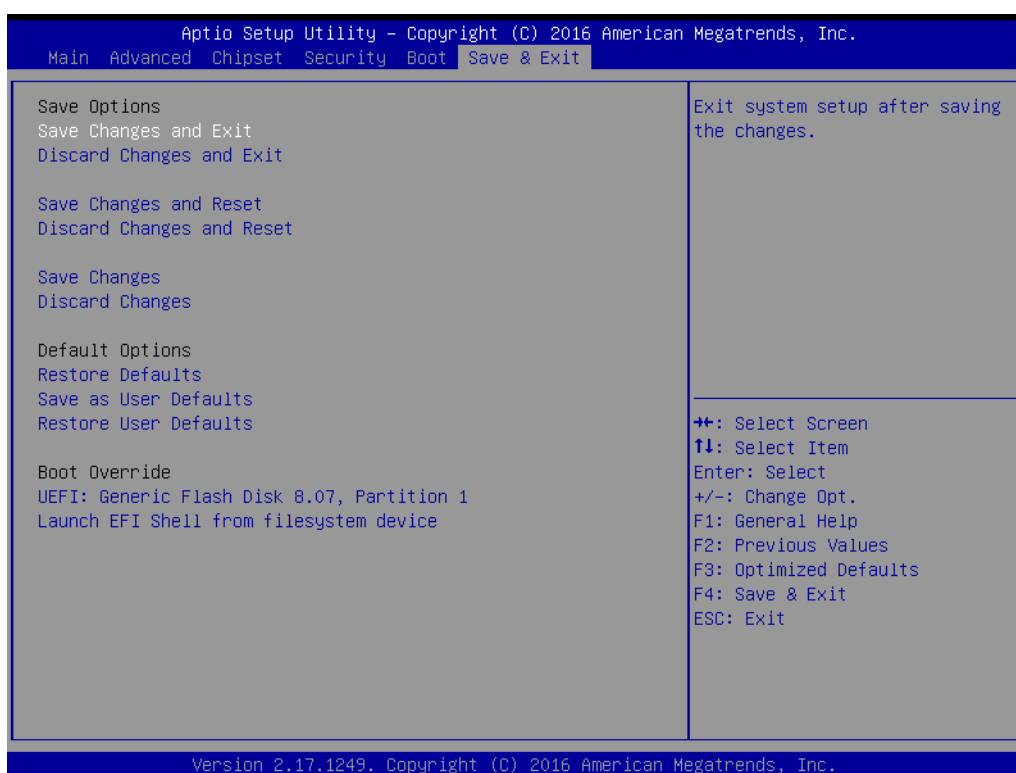 Aptio Setup Utility – Copyright (C) 2016 American Megatrends, Inc.
Main Advanced Chipset Security Boot Save & Exit
Save Options
Save Changes and Exit
Discard Changes and Exit
Save Changes and Reset
Discard Changes and Reset
Save Changes
Discard Changes
Default Options
Restore Defaults
Save as User Defaults
Restore User Defaults
Boot Override
UEFI: Generic Flash Disk 8.07, Partition 1
Launch EFI Shell from filesystem device
Exit system setup after saving
the changes.
→←: Select Screen
↑↓: Select Item
Enter: Select
+/-: Change Opt.
F1: General Help
F2: Previous Values
F3: Optimized Defaults
F4: Save & Exit
ESC: Exit
Version 2.17.1249. Copyright (C) 2016 American Megatrends, Inc.